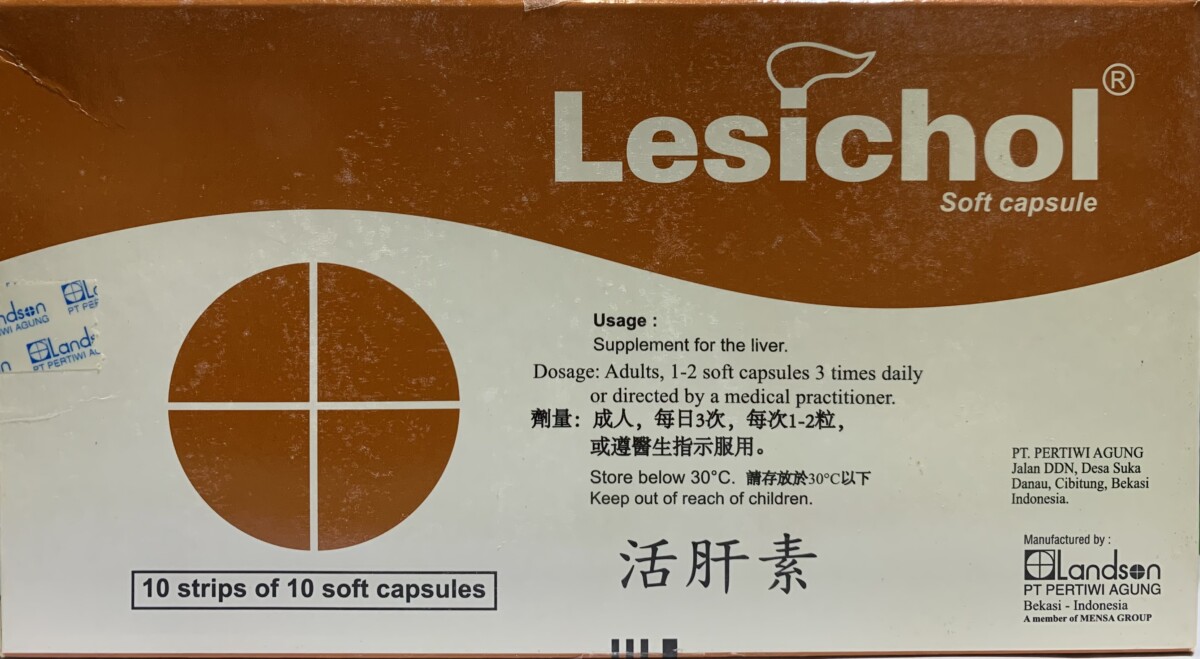 Lesichol®
Soft capsule
Landson
PT PERTIWI AGUNG
Usage :
Supplement for the liver.
Dosage: Adults, 1-2 soft capsules 3 times daily
or directed by a medical practitioner.
劑量：成人，每日3次，每次1-2粒，
或遵醫生指示服用。
Store below 30°C. 請存放於30°C以下
Keep out of reach of children.
活肝素
10 strips of 10 soft capsules
PT. PERTIWI AGUNG
Jalan DDN, Desa Suka
Danau, Cibitung, Bekasi
Indonesia.
Manufactured by :
Landson
PT PERTIWI AGUNG
Bekasi - Indonesia
A member of MENSA GROUP